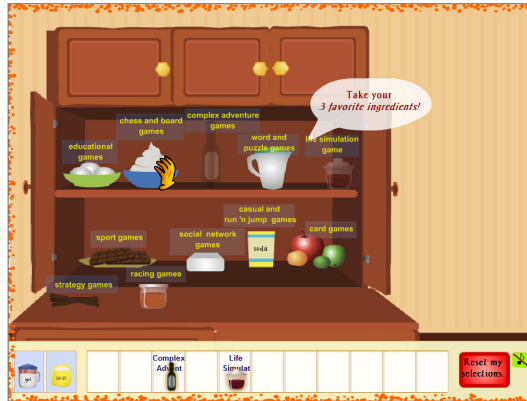 Take your
3 favorite ingredients!
complex adventure
games
chess and board
games
word and
puzzle games
life simulation
game
educational
games
casual and
run 'n jump games
card games
sport games
social network
games
soda
racing games
strategy games
Complex
Advent
Life
Simulat
gel
Reset my
selections